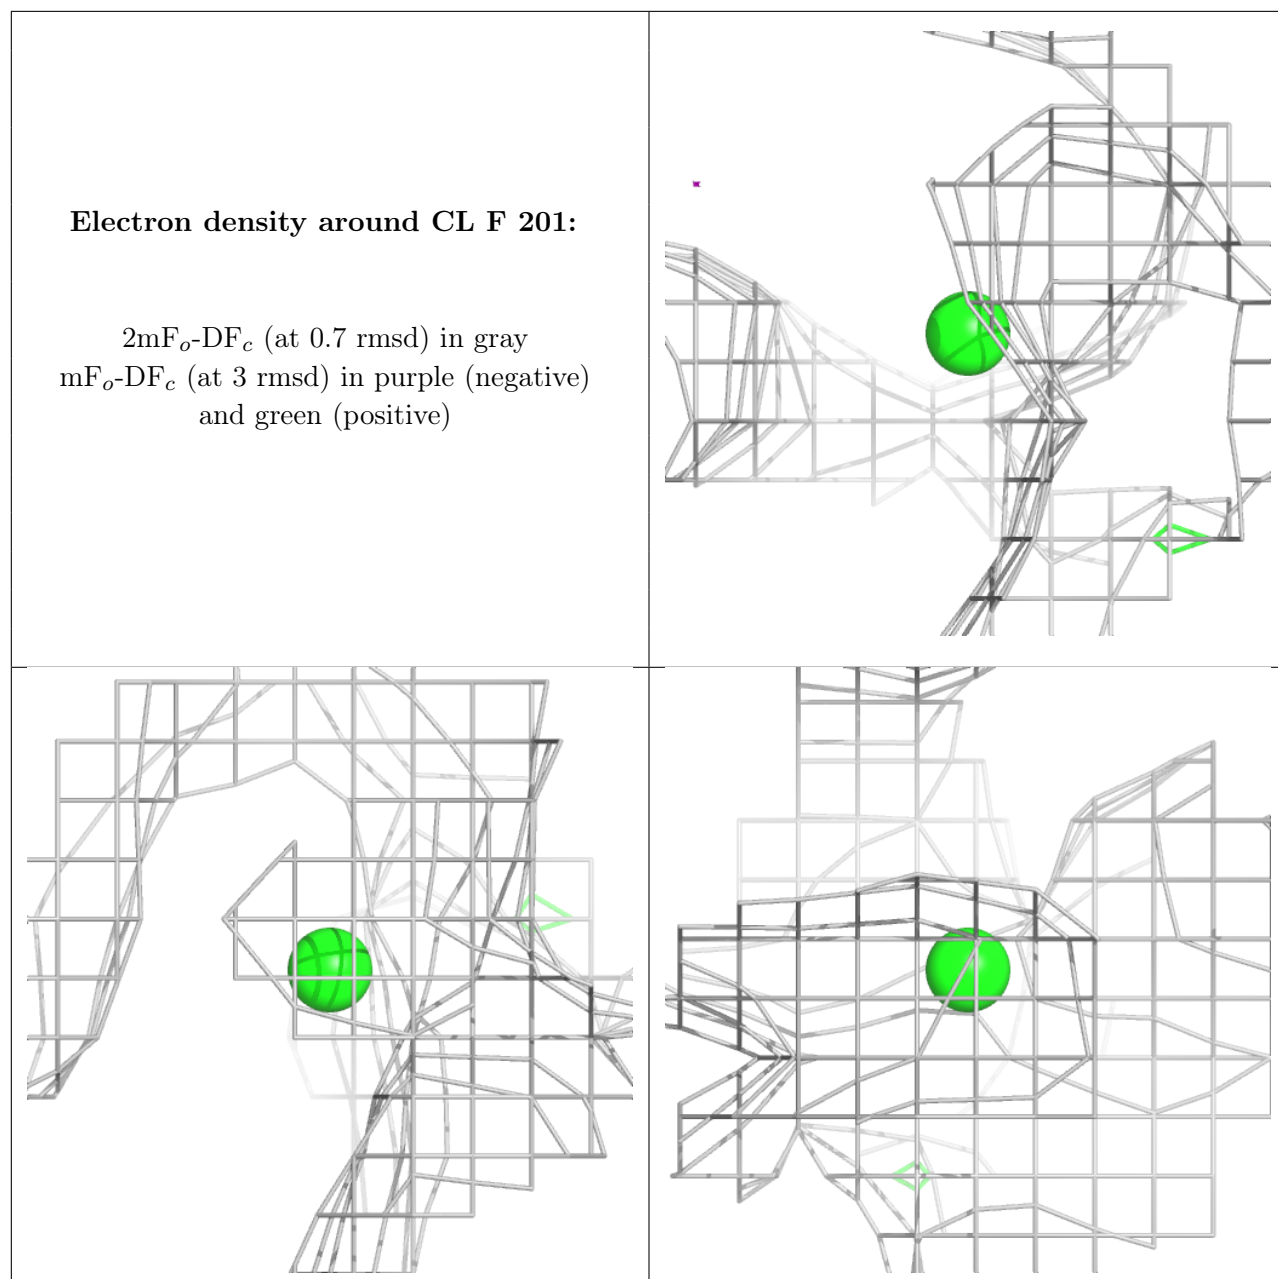 Electron density around CL F 201:
2mFₒ-DF𝒸 (at 0.7 rmsd) in gray
mFₒ-DF𝒸 (at 3 rmsd) in purple (negative)
and green (positive)